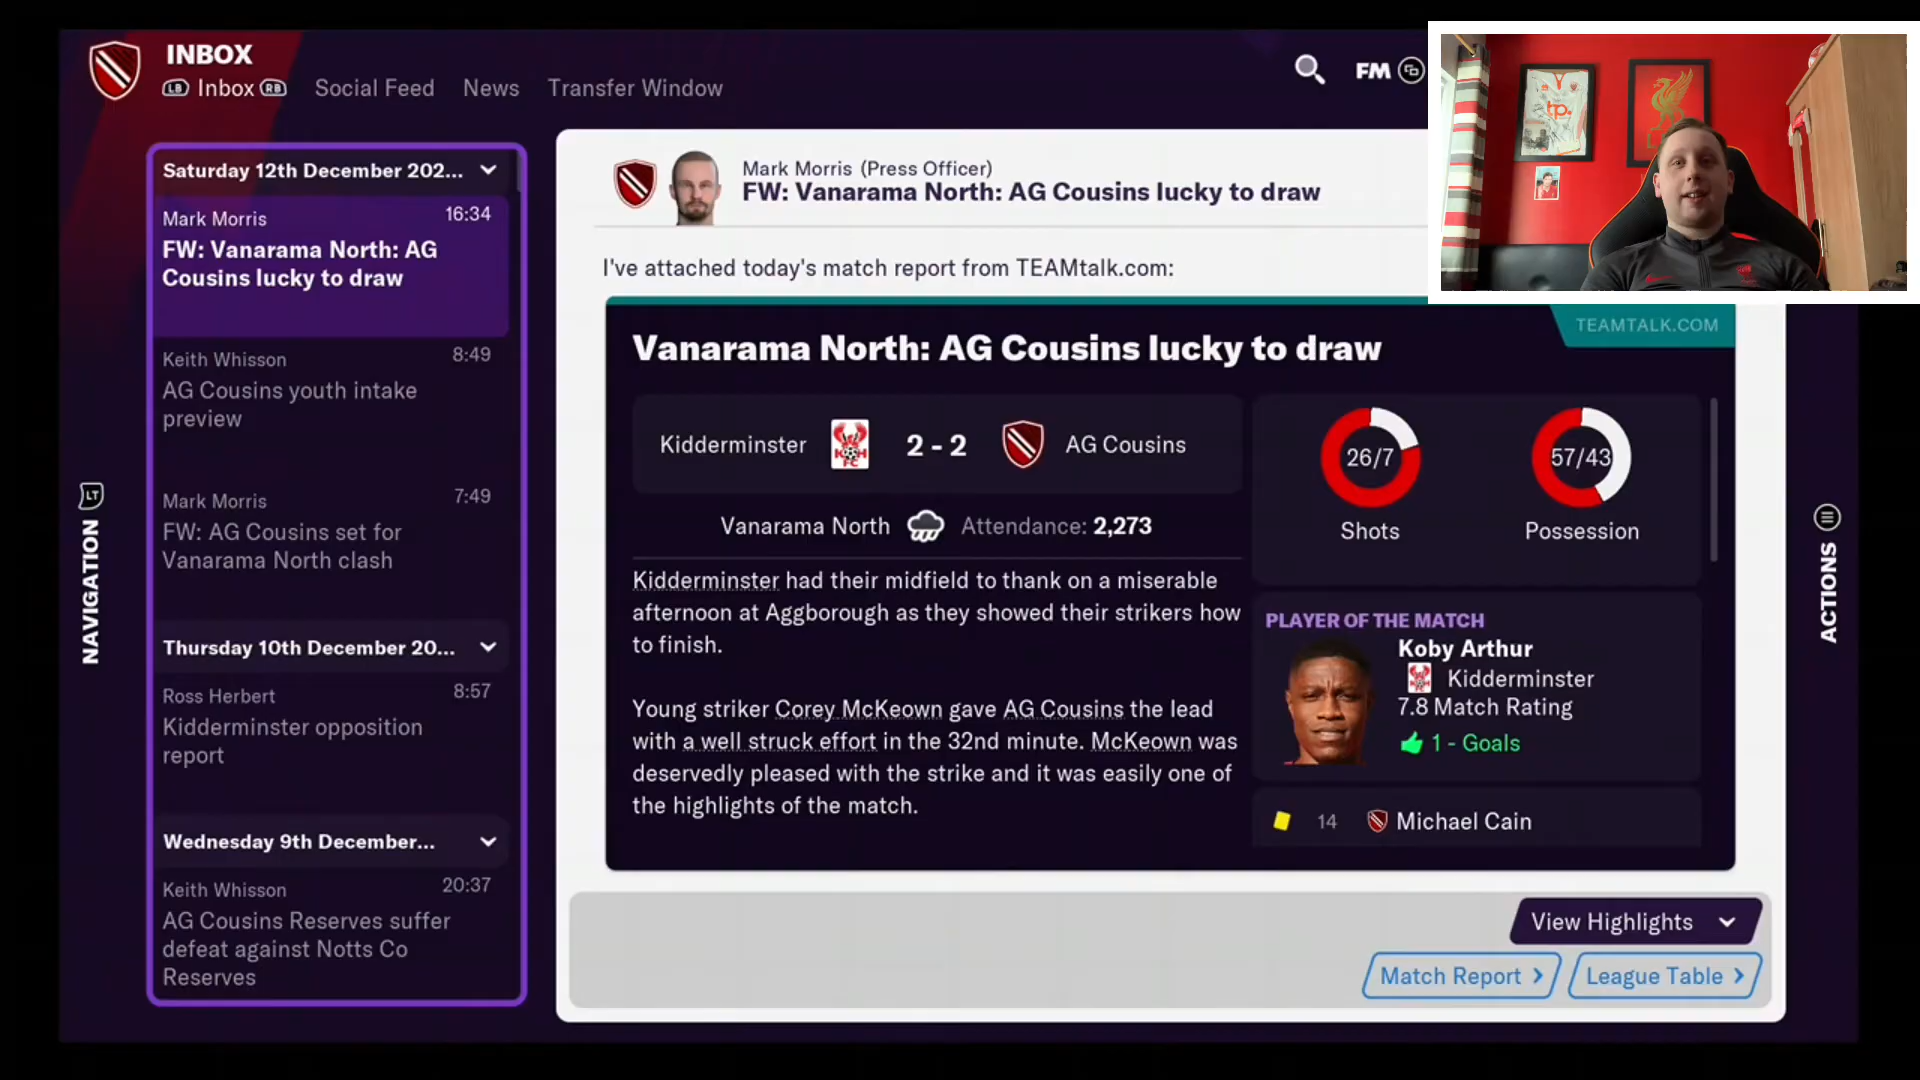 INBOX
LB Inbox RB
Social Feed
News
Transfer Window
FM
Saturday 12th December 202...
Mark Morris
16:34
FW: Vanarama North: AG
Cousins lucky to draw
Keith Whisson
8:49
AG Cousins youth intake
preview
Mark Morris
7:49
FW: AG Cousins set for
Vanarama North clash
Thursday 10th December 20...
Ross Herbert
8:57
Kidderminster opposition
report
Wednesday 9th December...
Keith Whisson
20:37
AG Cousins Reserves suffer
defeat against Notts Co
Reserves
LT
NAVIGATION
Mark Morris (Press Officer)
FW: Vanarama North: AG Cousins lucky to draw
I've attached today's match report from TEAMtalk.com:
TEAMTALK.COM
Vanarama North: AG Cousins lucky to draw
Kidderminster
2 - 2
AG Cousins
Vanarama North
Attendance: 2,273
Kidderminster had their midfield to thank on a miserable
afternoon at Aggborough as they showed their strikers how
to finish.
Young striker Corey McKeown gave AG Cousins the lead
with a well struck effort in the 32nd minute. McKeown was
deservedly pleased with the strike and it was easily one of
the highlights of the match.
26/7
Shots
57/43
Possession
PLAYER OF THE MATCH
Koby Arthur
Kidderminster
7.8 Match Rating
1 - Goals
14
Michael Cain
View Highlights
Match Report
League Table
ACTIONS